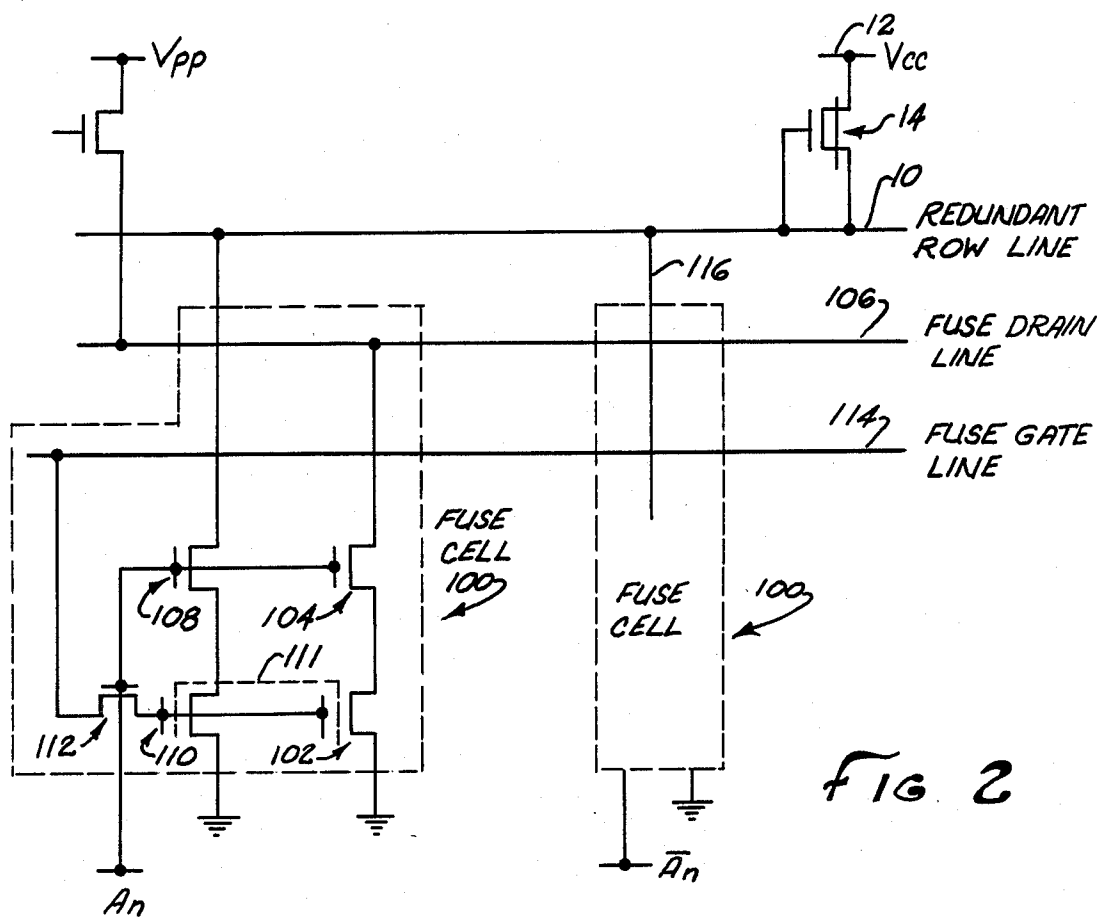 Vpp
12
Vcc
14
10
REDUNDANT
ROW LINE
116
106
FUSE DRAIN
LINE
114
FUSE GATE
LINE
FUSE
CELL
100
108
104
FUSE
CELL
100
111
112
110
102
FIG 2
An
A̅n